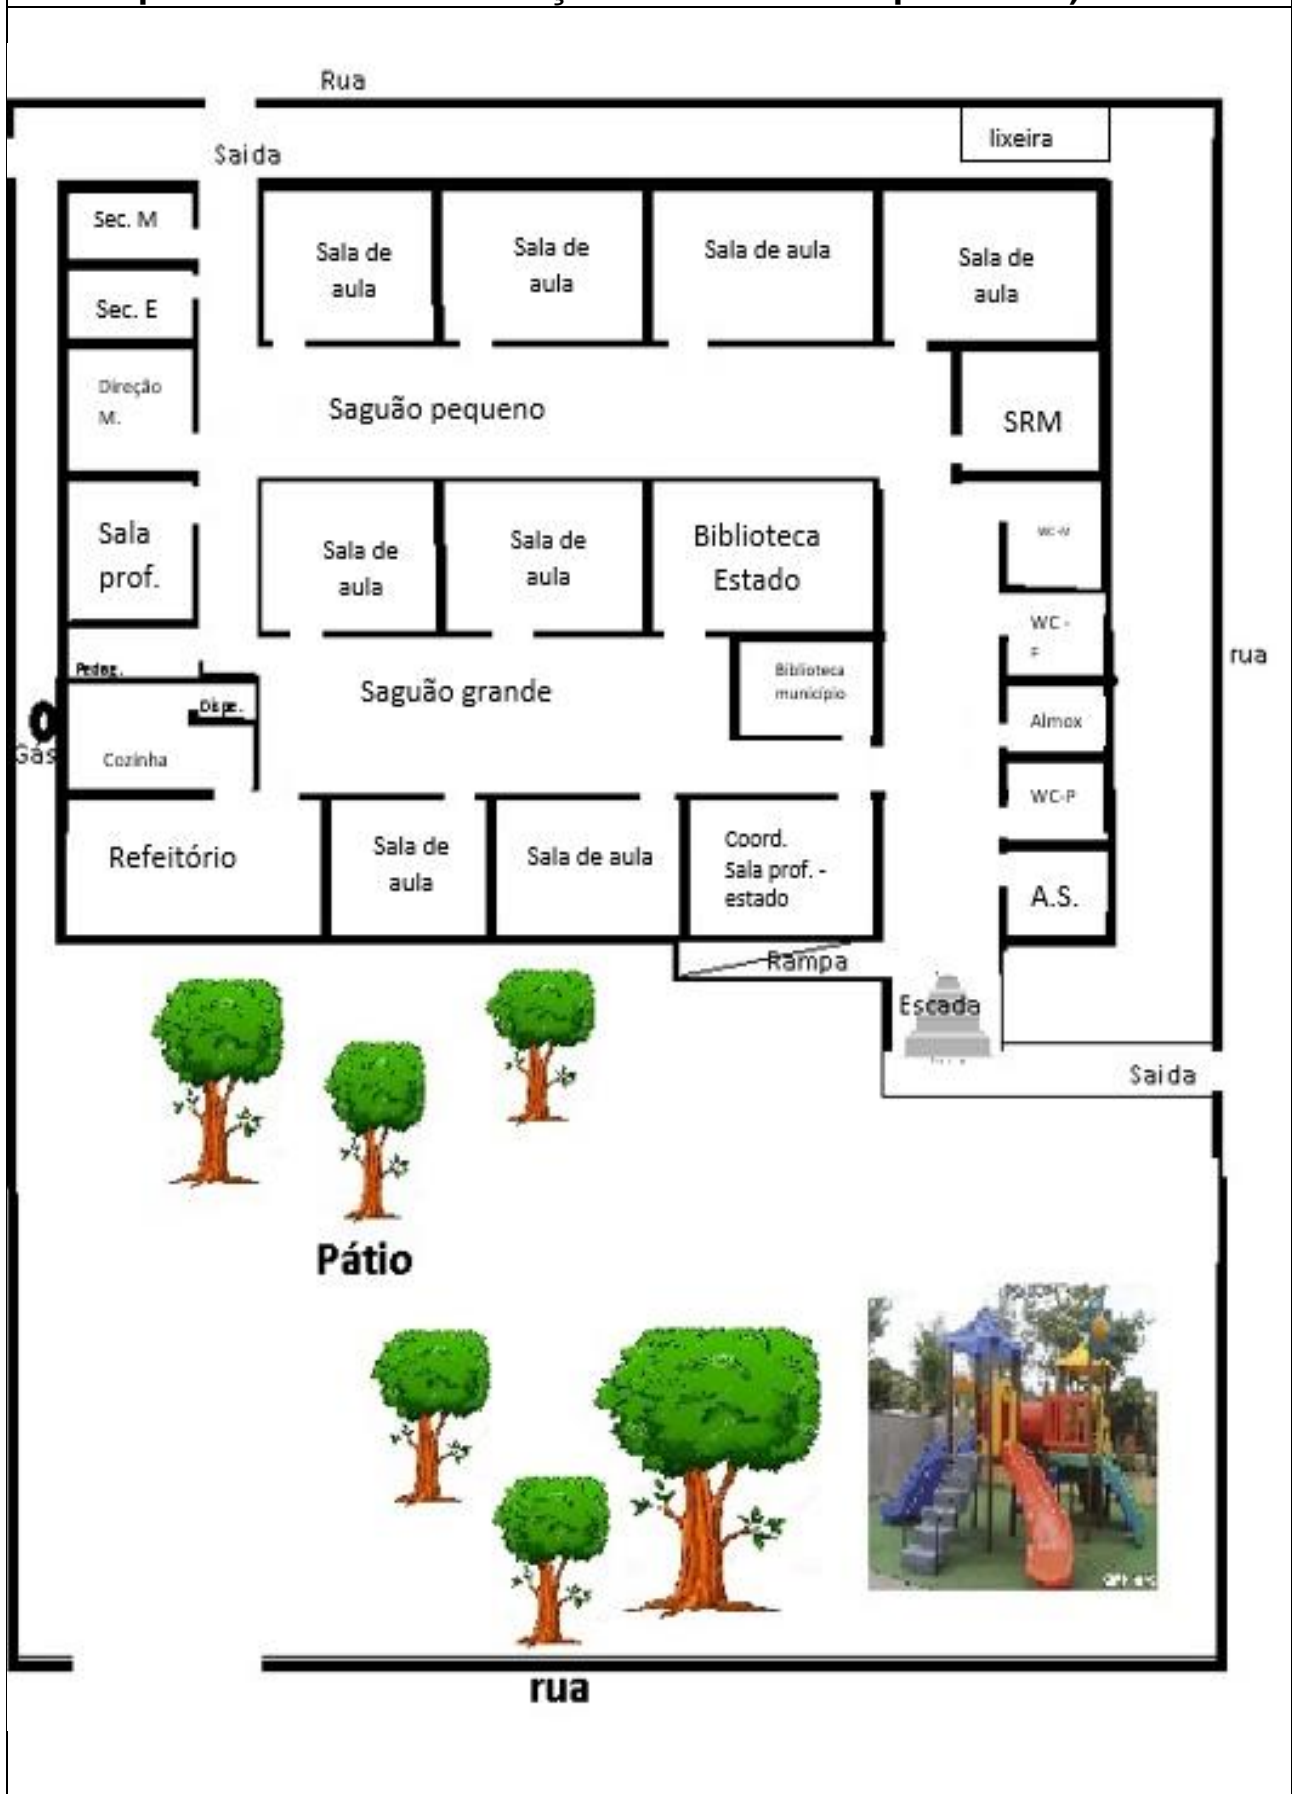 Rua
lixeira
Saida
Sec. M
Sala de
aula
Sala de
aula
Sala de aula
Sala de
aula
Sec. E
Direção
M.
Saguão pequeno
SRM
Sala
prof.
Sala de
aula
Sala de
aula
Biblioteca
Estado
WC -
F
rua
Pedag.
Saguão grande
Biblioteca
município
Dispe.
Almox
Gás
Cozinha
WC-P
Refeitório
Sala de
aula
Sala de aula
Coord.
Sala prof. -
estado
A.S.
Rampa
Escada
Saida
Pátio
rua